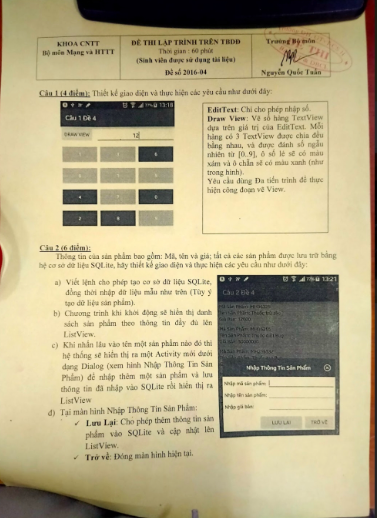 KHOA CNTT
Bộ môn Mạng và HTTT
ĐỀ THI LẬP TRÌNH TRÊN TBDĐ
Thời gian : 60 phút
(Sinh viên được sử dụng tài liệu)
Đề số 2016-04
Trưởng Bộ môn
Nguyễn Quốc Tuấn
Câu 1 (4 điểm): Thiết kế giao diện và thực hiện các yêu cầu như dưới đây:
13:18
Câu 1 Đề 4
DRAW VIEW
12
EditText: Chỉ cho phép nhập số.
Draw View: Vẽ số hàng TextView
dựa trên giá trị của EditText. Mỗi
hàng có 3 TextView được chia đều
bằng nhau, và được đánh số ngẫu
nhiên từ [0..9], ô số lẻ sẽ có màu
xám và ô chẵn sẽ có màu xanh (như
trong hình).
Yêu cầu dùng Đa tiến trình để thực
hiện công đoạn vẽ View.
Câu 2 (6 điểm):
Thông tin của sản phẩm bao gồm: Mã, tên và giá; tất cả các sản phẩm được lưu trữ bằng
hệ cơ sở dữ liệu SQLite, hãy thiết kế giao diện và thực hiện các yêu cầu như dưới đây:
a) Viết lệnh cho phép tạo cơ sở dữ liệu SQLite,
đồng thời nhập dữ liệu mẫu như trên (Tùy ý
tạo dữ liệu sản phẩm).
b) Chương trình khi khởi động sẽ hiển thị danh
sách sản phẩm theo thông tin đầy đủ lên
ListView.
c) Khi nhấn lâu vào tên một sản phẩm nào đó thì
hệ thống sẽ hiển thị ra một Activity mới dưới
dạng Dialog (xem hình Nhập Thông Tin Sản
Phẩm) để nhập thêm một sản phẩm và lưu
thông tin đã nhập vào SQLite rồi hiển thị ra
ListView
d) Tại màn hình Nhập Thông Tin Sản Phẩm:
✓ Lưu Lại: Cho phép thêm thông tin sản
phẩm vào SQLite và cập nhật lên
ListView.
✓ Trở về: Đóng màn hình hiện tại.
13:21
Câu 2 Đề 4
Nhập Thông Tin Sản Phẩm
Nhập mã sản phẩm:
Nhập tên sản phẩm:
Nhập giá bán:
LƯU LẠI
TRỞ VỀ